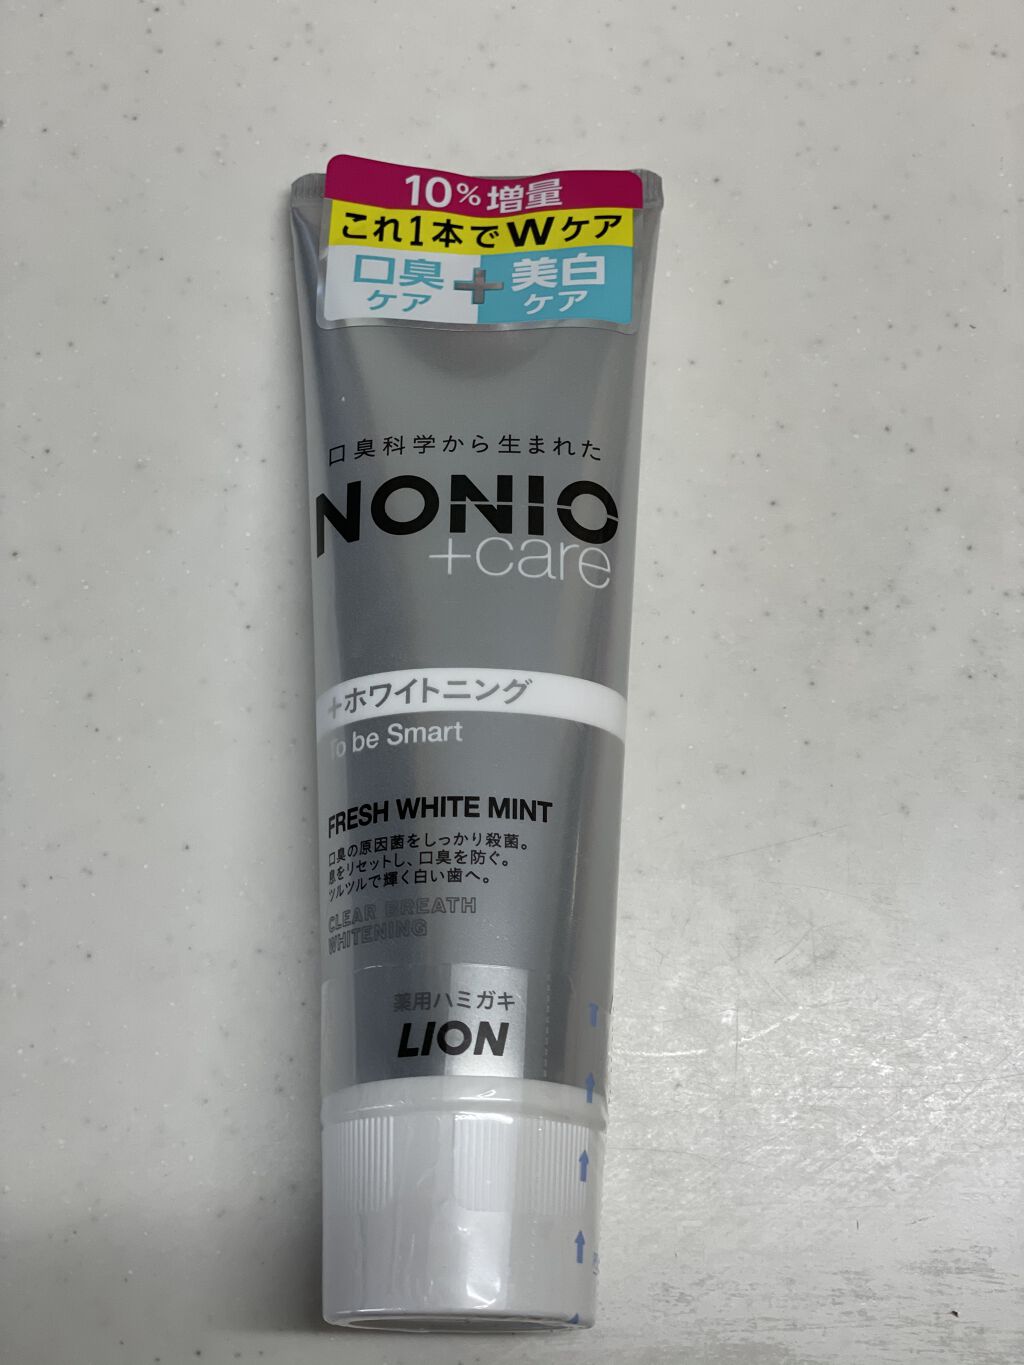 10%増量
これ1本でWケア
口臭ケア+美白ケア
口臭科学から生まれた
NONIO
+care
+ホワイトニング
To be Smart
FRESH WHITE MINT
口臭の原因菌をしっかり殺菌。
息をリセットし、口臭を防ぐ。
ツルツルで輝く白い歯へ。
CLEAR BREATH
WHITENING
薬用ハミガキ
LION